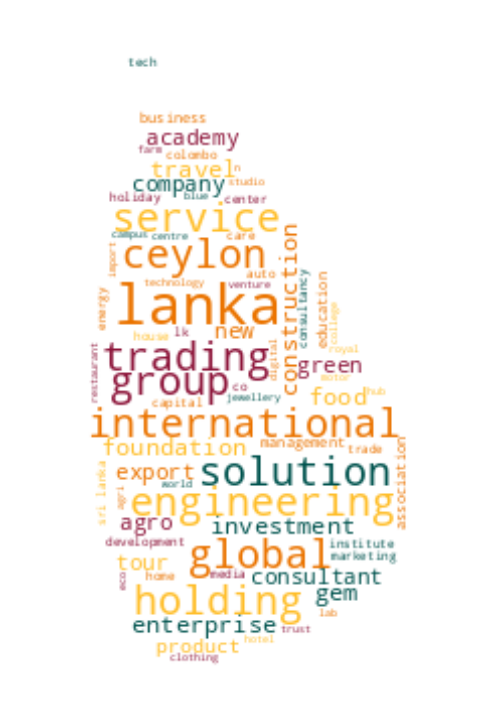 tech
business
academy
farm
colombo
travel
n
company
studio
holiday
blue
center
service
campus
centre
care
ceylon
construction
import
auto
technology
venture
consultancy
education
energy
lanka
house
lk
new
digital
college
royal
restaurant
trading
green
group
co
motor
capital
jewellery
food
hub
international
foundation
management
trade
association
sri lanka
export
world
solution
agri
engineering
agro
investment
development
global
institute
marketing
tour
eco
home
media
consultant
holding
gem
lab
enterprise
trust
product
hotel
clothing